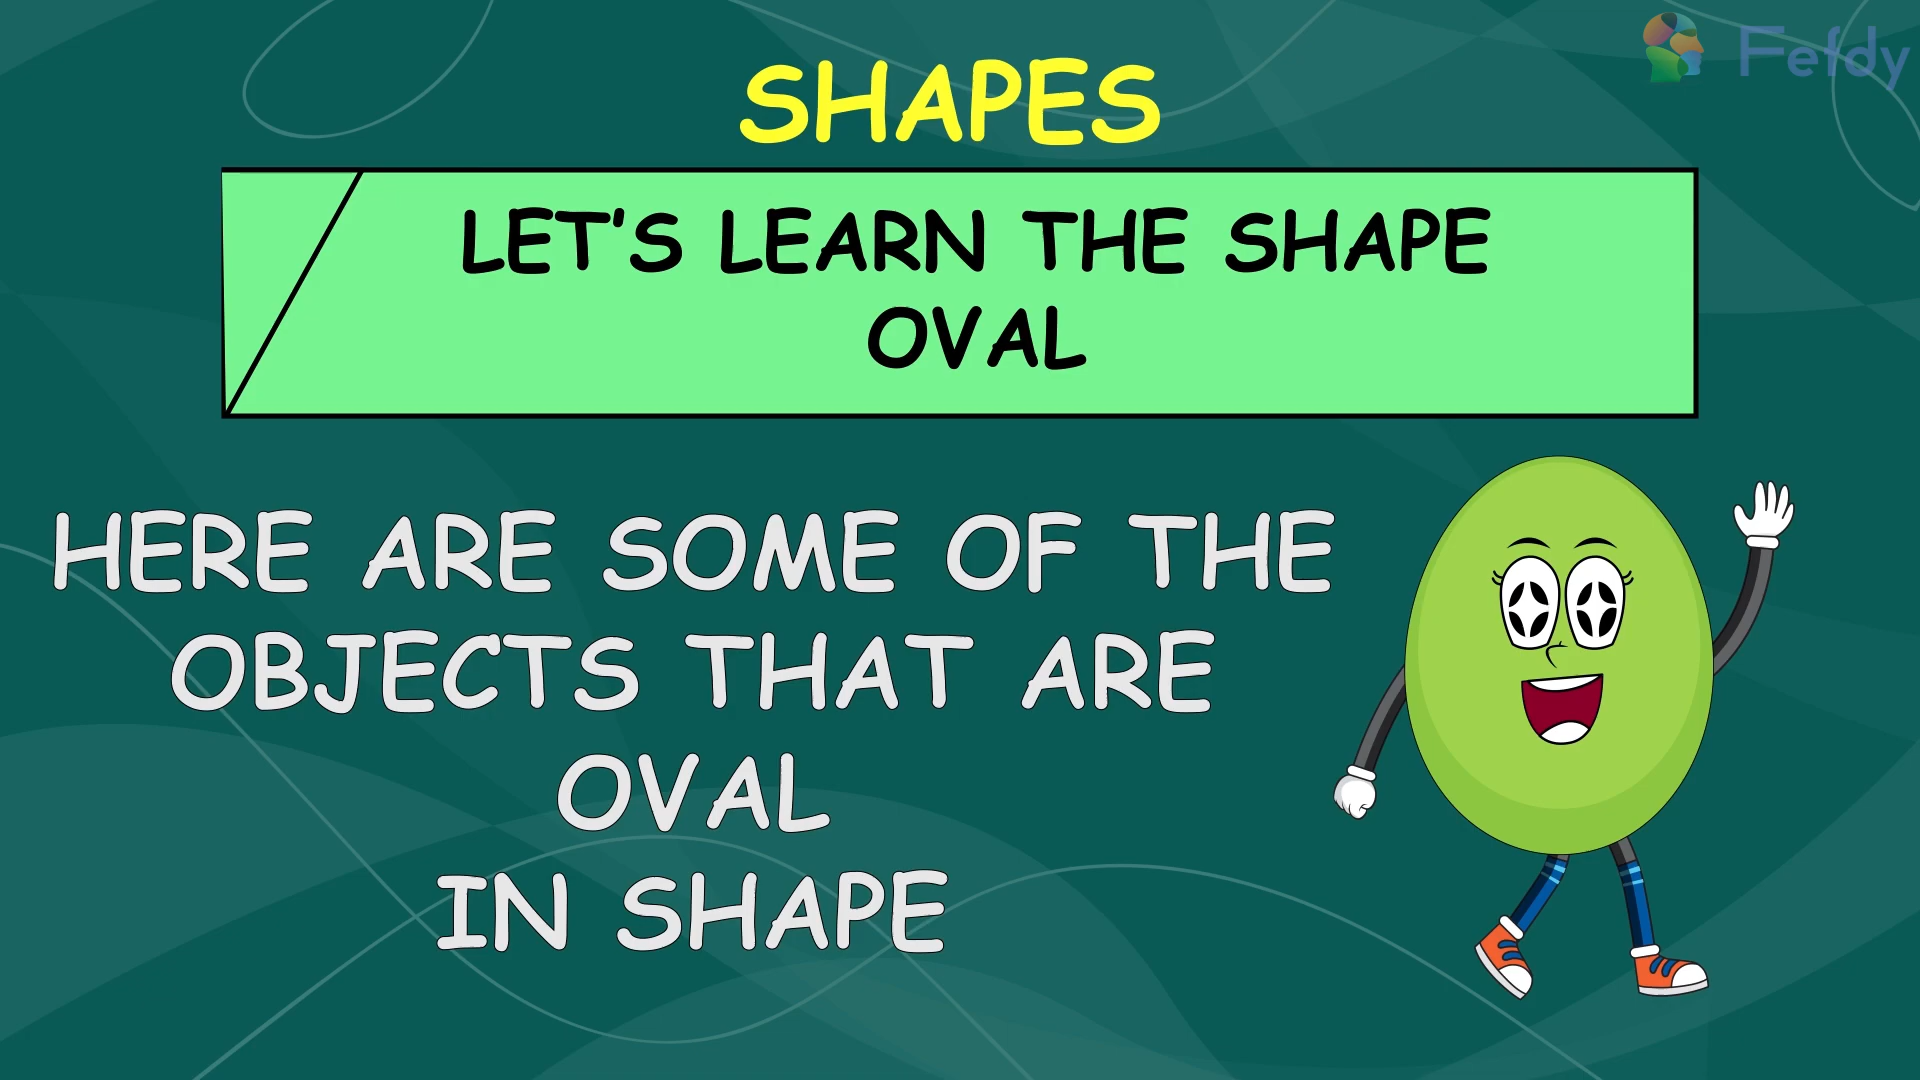 Fefdy
SHAPES
LET'S LEARN THE SHAPE
OVAL
HERE ARE SOME OF THE
OBJECTS THAT ARE
OVAL
IN SHAPE